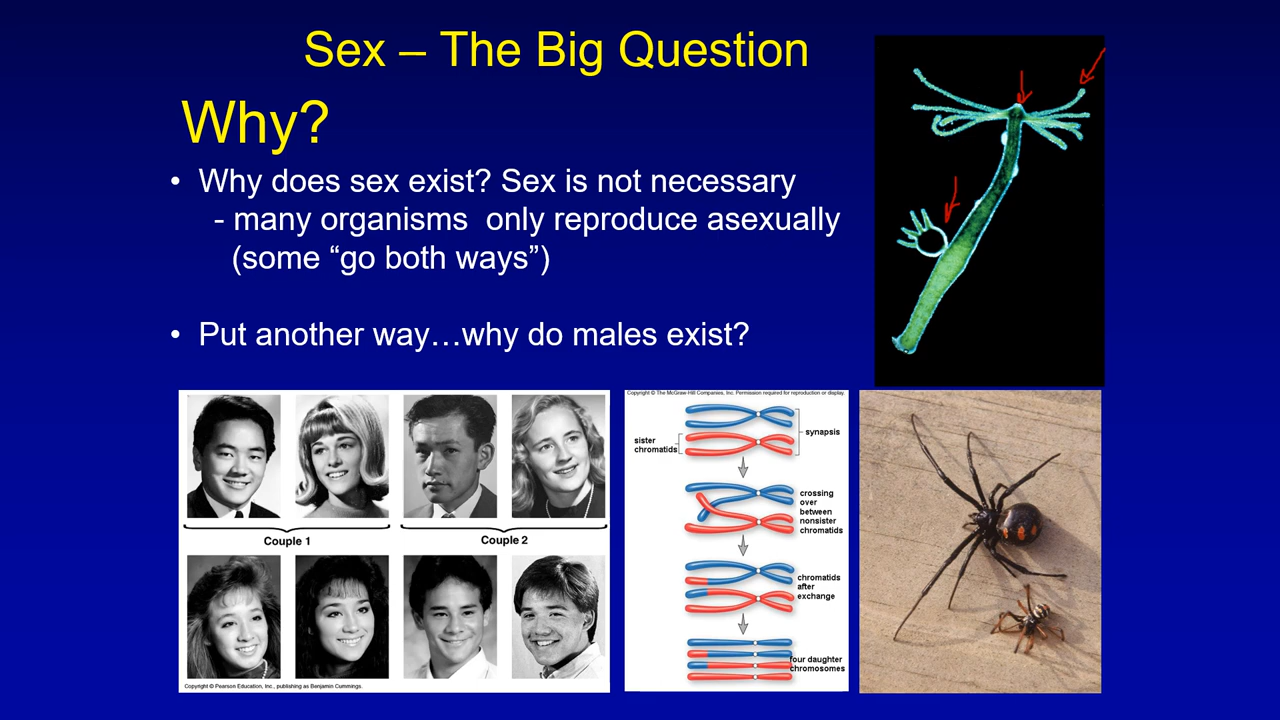 Sex – The Big Question
Why?
• Why does sex exist? Sex is not necessary
- many organisms only reproduce asexually
(some “go both ways”)
• Put another way…why do males exist?
Couple 1
Couple 2
Copyright © Pearson Education, Inc., publishing as Benjamin Cummings.
Copyright © The McGraw-Hill Companies, Inc. Permission required for reproduction or display.
synapsis
sister
chromatids
crossing
over
between
nonsister
chromatids
chromatids
after
exchange
four daughter
chromosomes